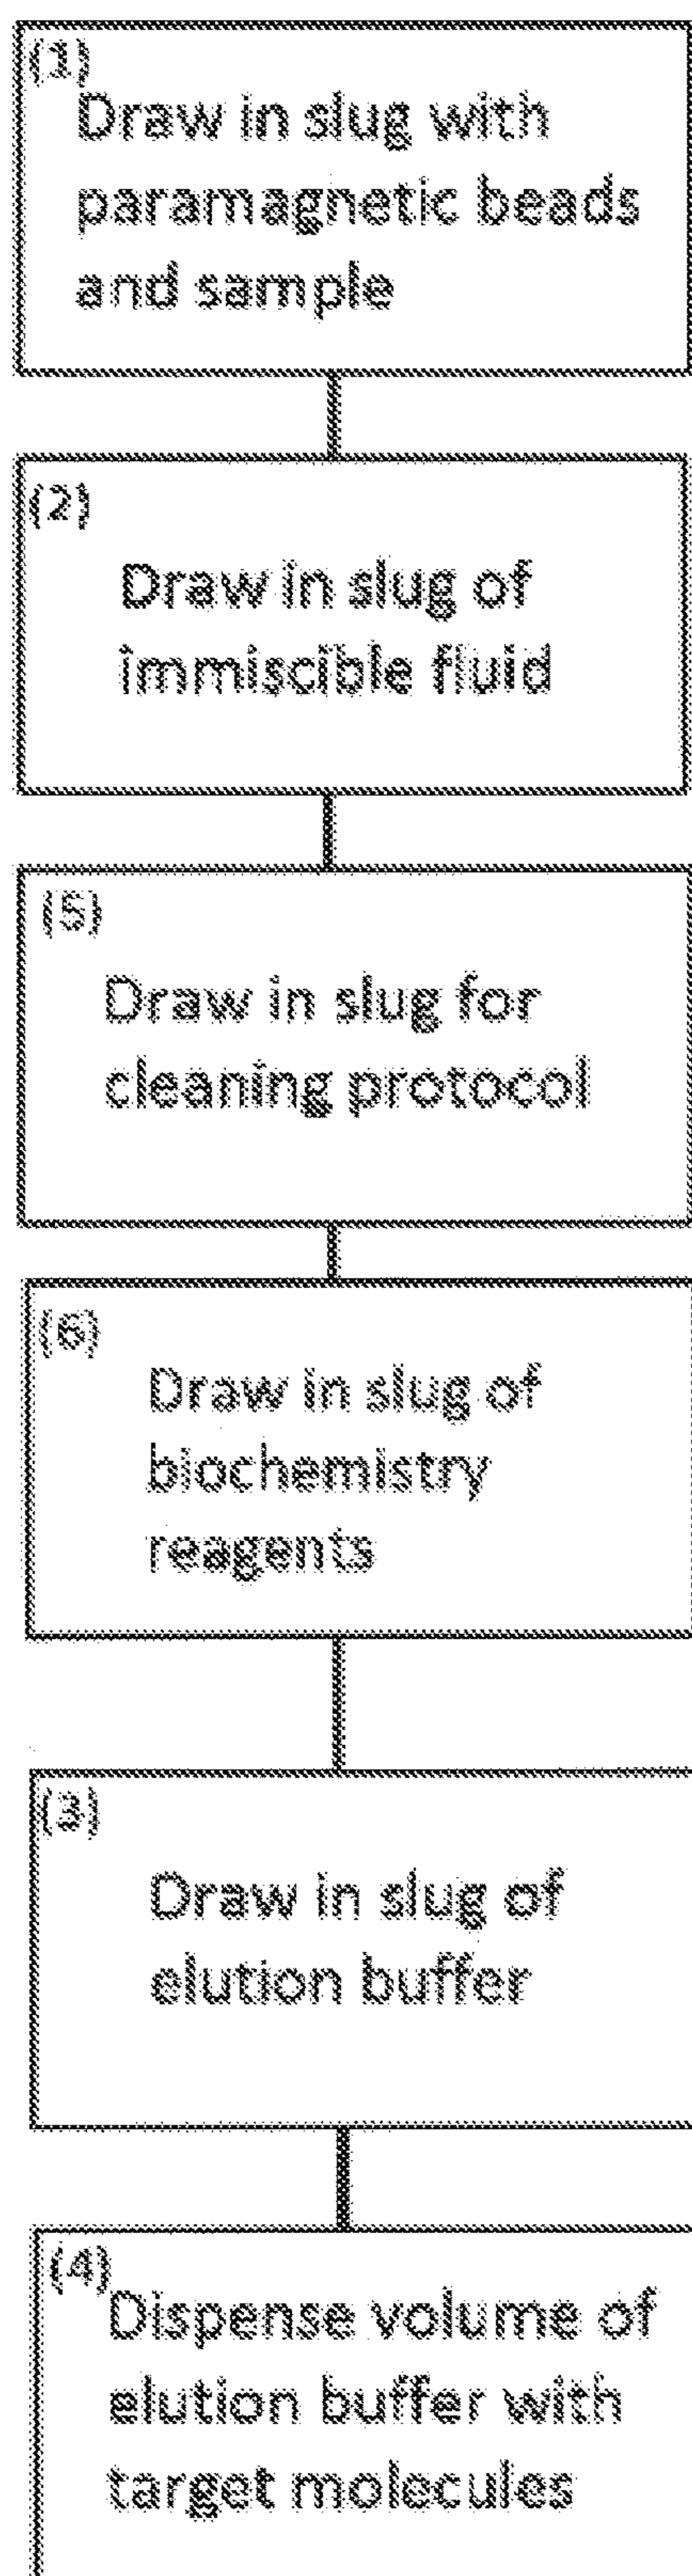 (1)
Draw in slug with
paramagnetic beads
and sample
(2)
Draw in slug of
immiscible fluid
(5)
Draw in slug for
cleaning protocol
(6)
Draw in slug of
biochemistry
reagents
(3)
Draw in slug of
elution buffer
(4)
Dispense volume of
elution buffer with
target molecules